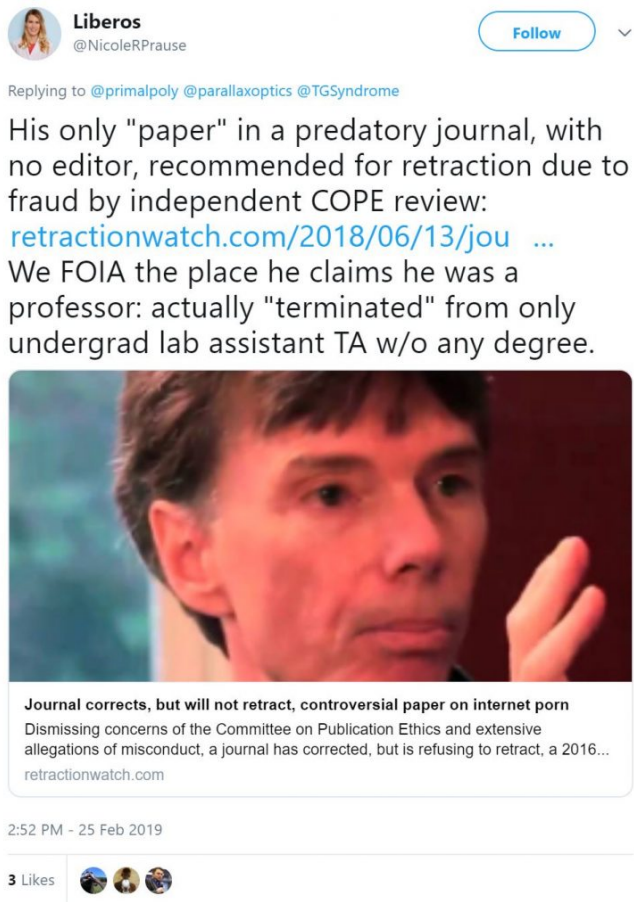 Liberos
@NicoleRPrause
Follow
Replying to @primalpoly @parallaxoptics @TGSyndrome
His only "paper" in a predatory journal, with
no editor, recommended for retraction due to
fraud by independent COPE review:
retractionwatch.com/2018/06/13/jou ...
We FOIA the place he claims he was a
professor: actually "terminated" from only
undergrad lab assistant TA w/o any degree.
Journal corrects, but will not retract, controversial paper on internet porn
Dismissing concerns of the Committee on Publication Ethics and extensive
allegations of misconduct, a journal has corrected, but is refusing to retract, a 2016...
retractionwatch.com
2:52 PM - 25 Feb 2019
3 Likes